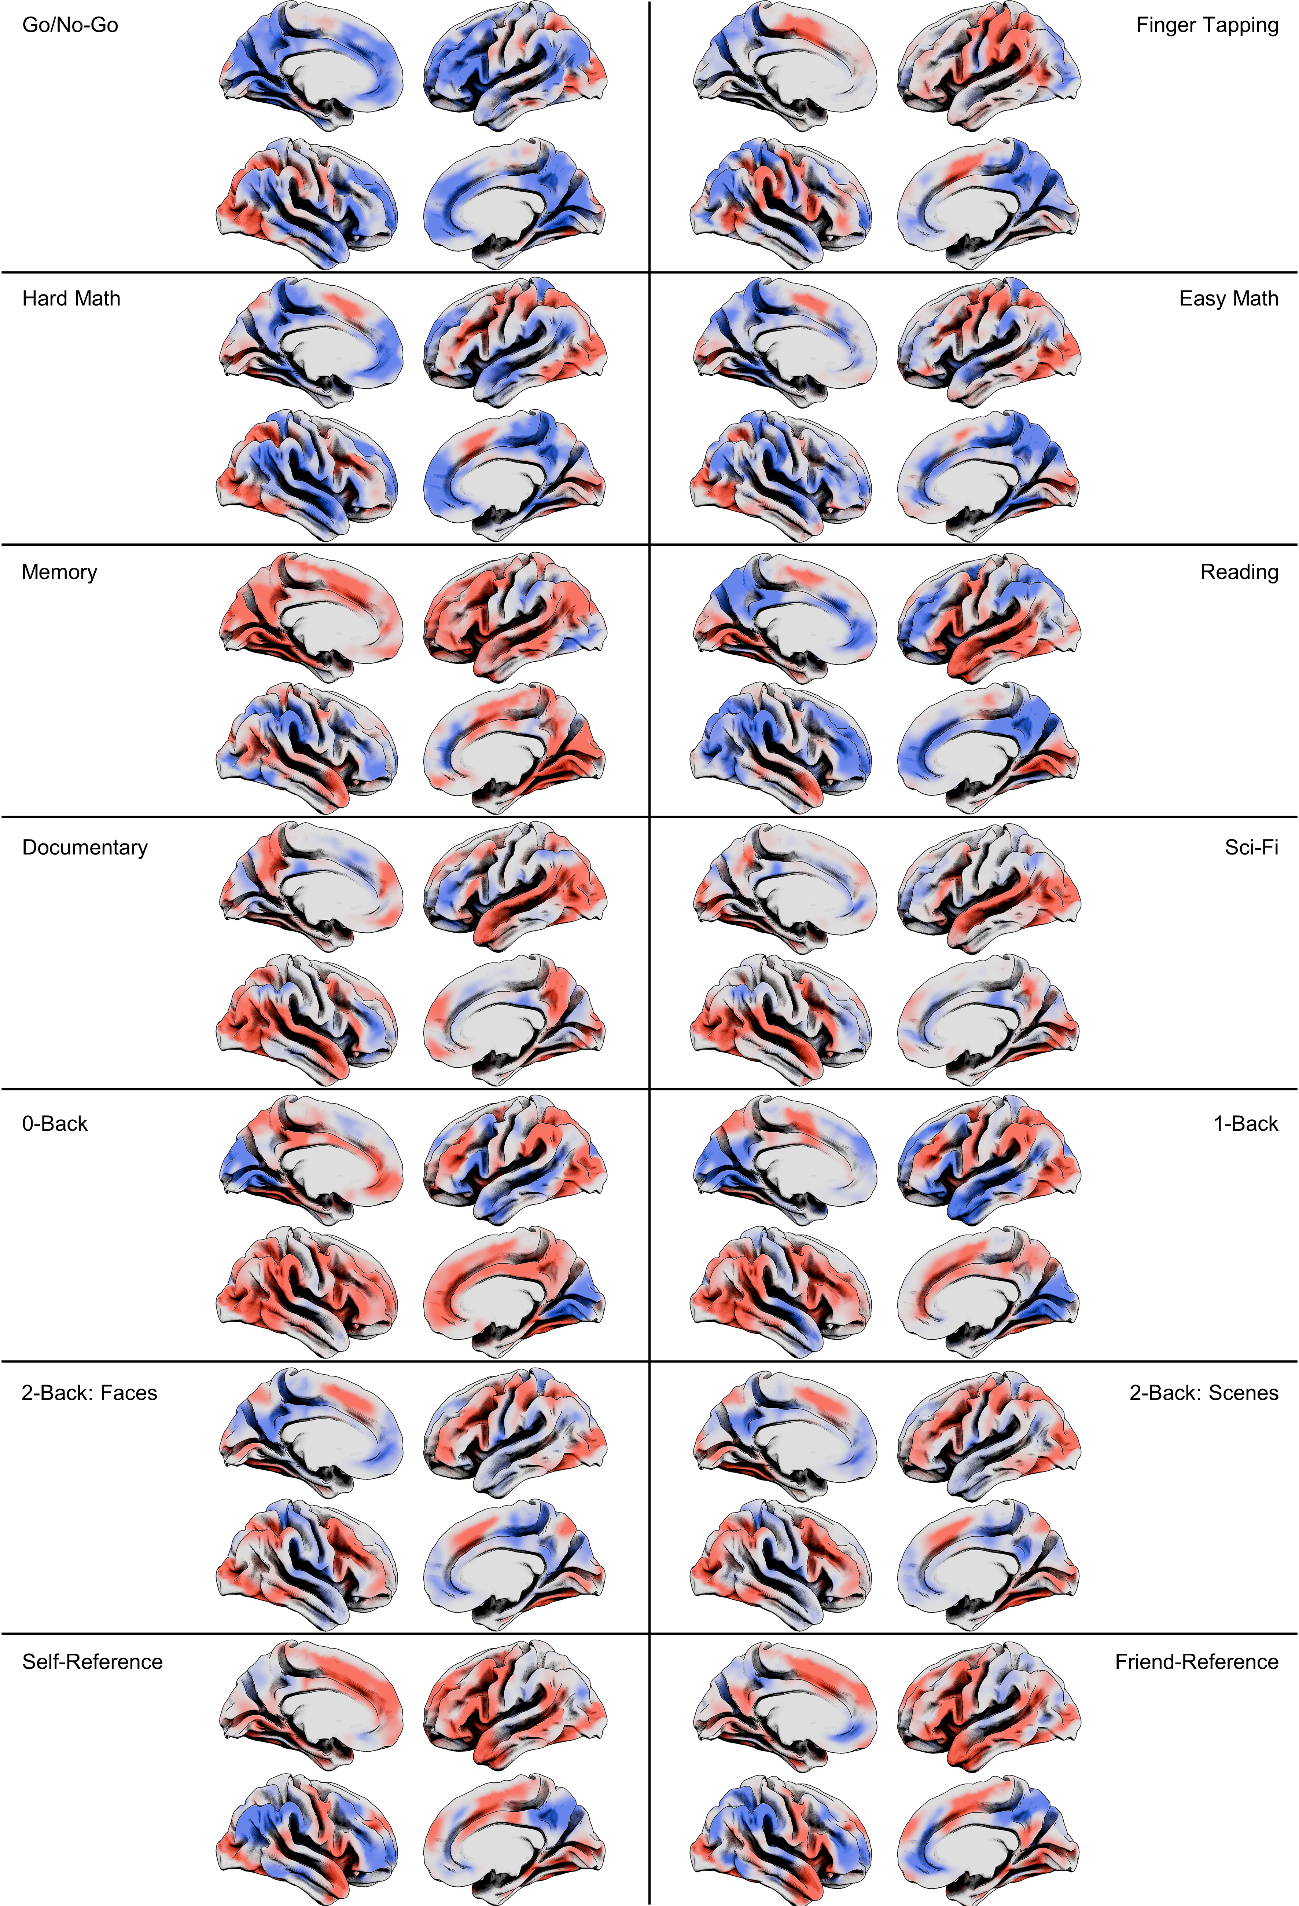 Go/No-Go
Finger Tapping
Hard Math
Easy Math
Memory
Reading
Documentary
Sci-Fi
0-Back
1-Back
2-Back: Faces
2-Back: Scenes
Self-Reference
Friend-Reference